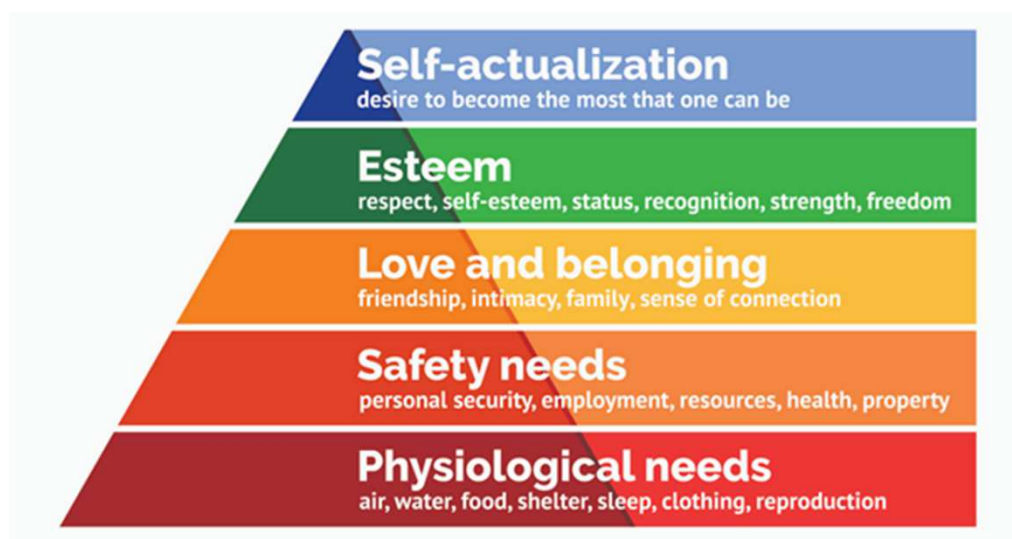 Self-actualization
desire to become the most that one can be
Esteem
respect, self-esteem, status, recognition, strength, freedom
Love and belonging
friendship, intimacy, family, sense of connection
Safety needs
personal security, employment, resources, health, property
Physiological needs
air, water, food, shelter, sleep, clothing, reproduction